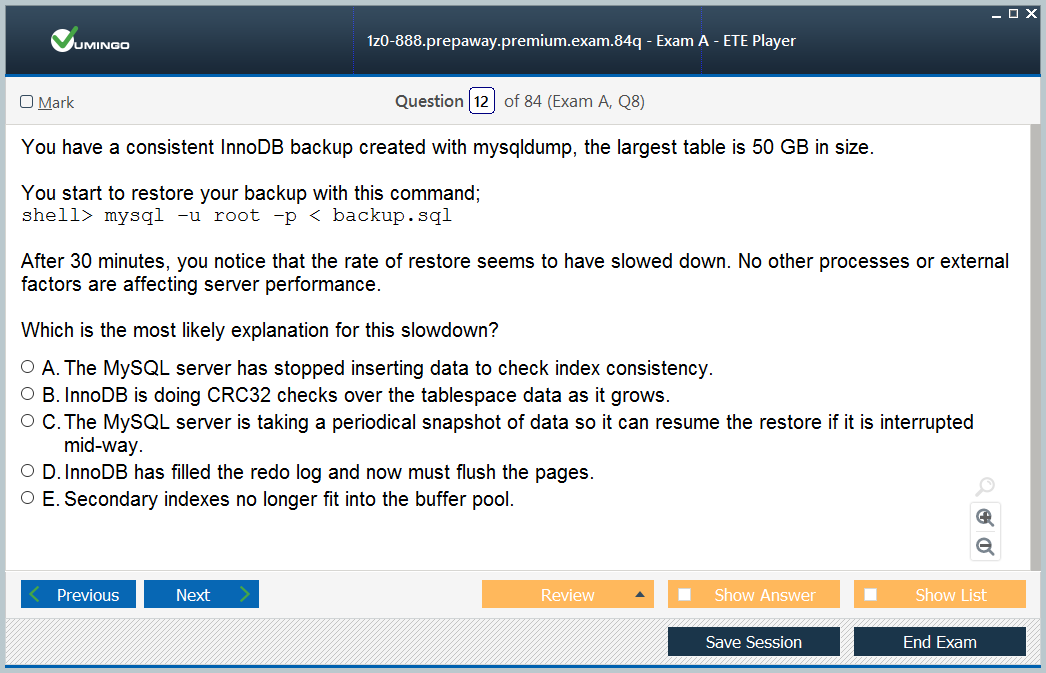 VUMINGO
1z0-888.prepaway.premium.exam.84q - Exam A - ETE Player
Mark
Question 12 of 84 (Exam A, Q8)
You have a consistent InnoDB backup created with mysqldump, the largest table is 50 GB in size.
You start to restore your backup with this command;
shell> mysql -u root -p < backup.sql
After 30 minutes, you notice that the rate of restore seems to have slowed down. No other processes or external
factors are affecting server performance.
Which is the most likely explanation for this slowdown?
A. The MySQL server has stopped inserting data to check index consistency.
B. InnoDB is doing CRC32 checks over the tablespace data as it grows.
C. The MySQL server is taking a periodical snapshot of data so it can resume the restore if it is interrupted
mid-way.
D. InnoDB has filled the redo log and now must flush the pages.
E. Secondary indexes no longer fit into the buffer pool.
Previous
Next
Review
Show Answer
Show List
Save Session
End Exam